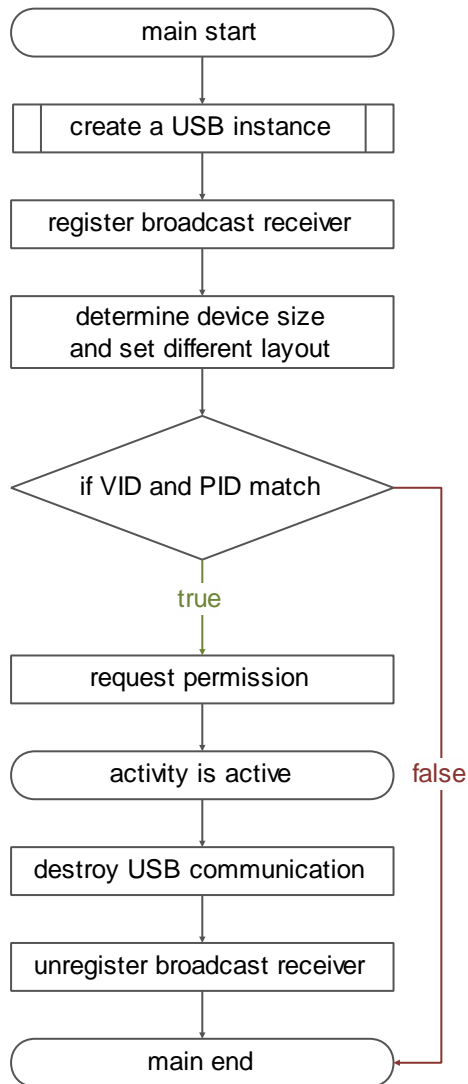 main start
create a USB instance
register broadcast receiver
determine device size
and set different layout
if VID and PID match
true
request permission
activity is active
false
destroy USB communication
unregister broadcast receiver
main end